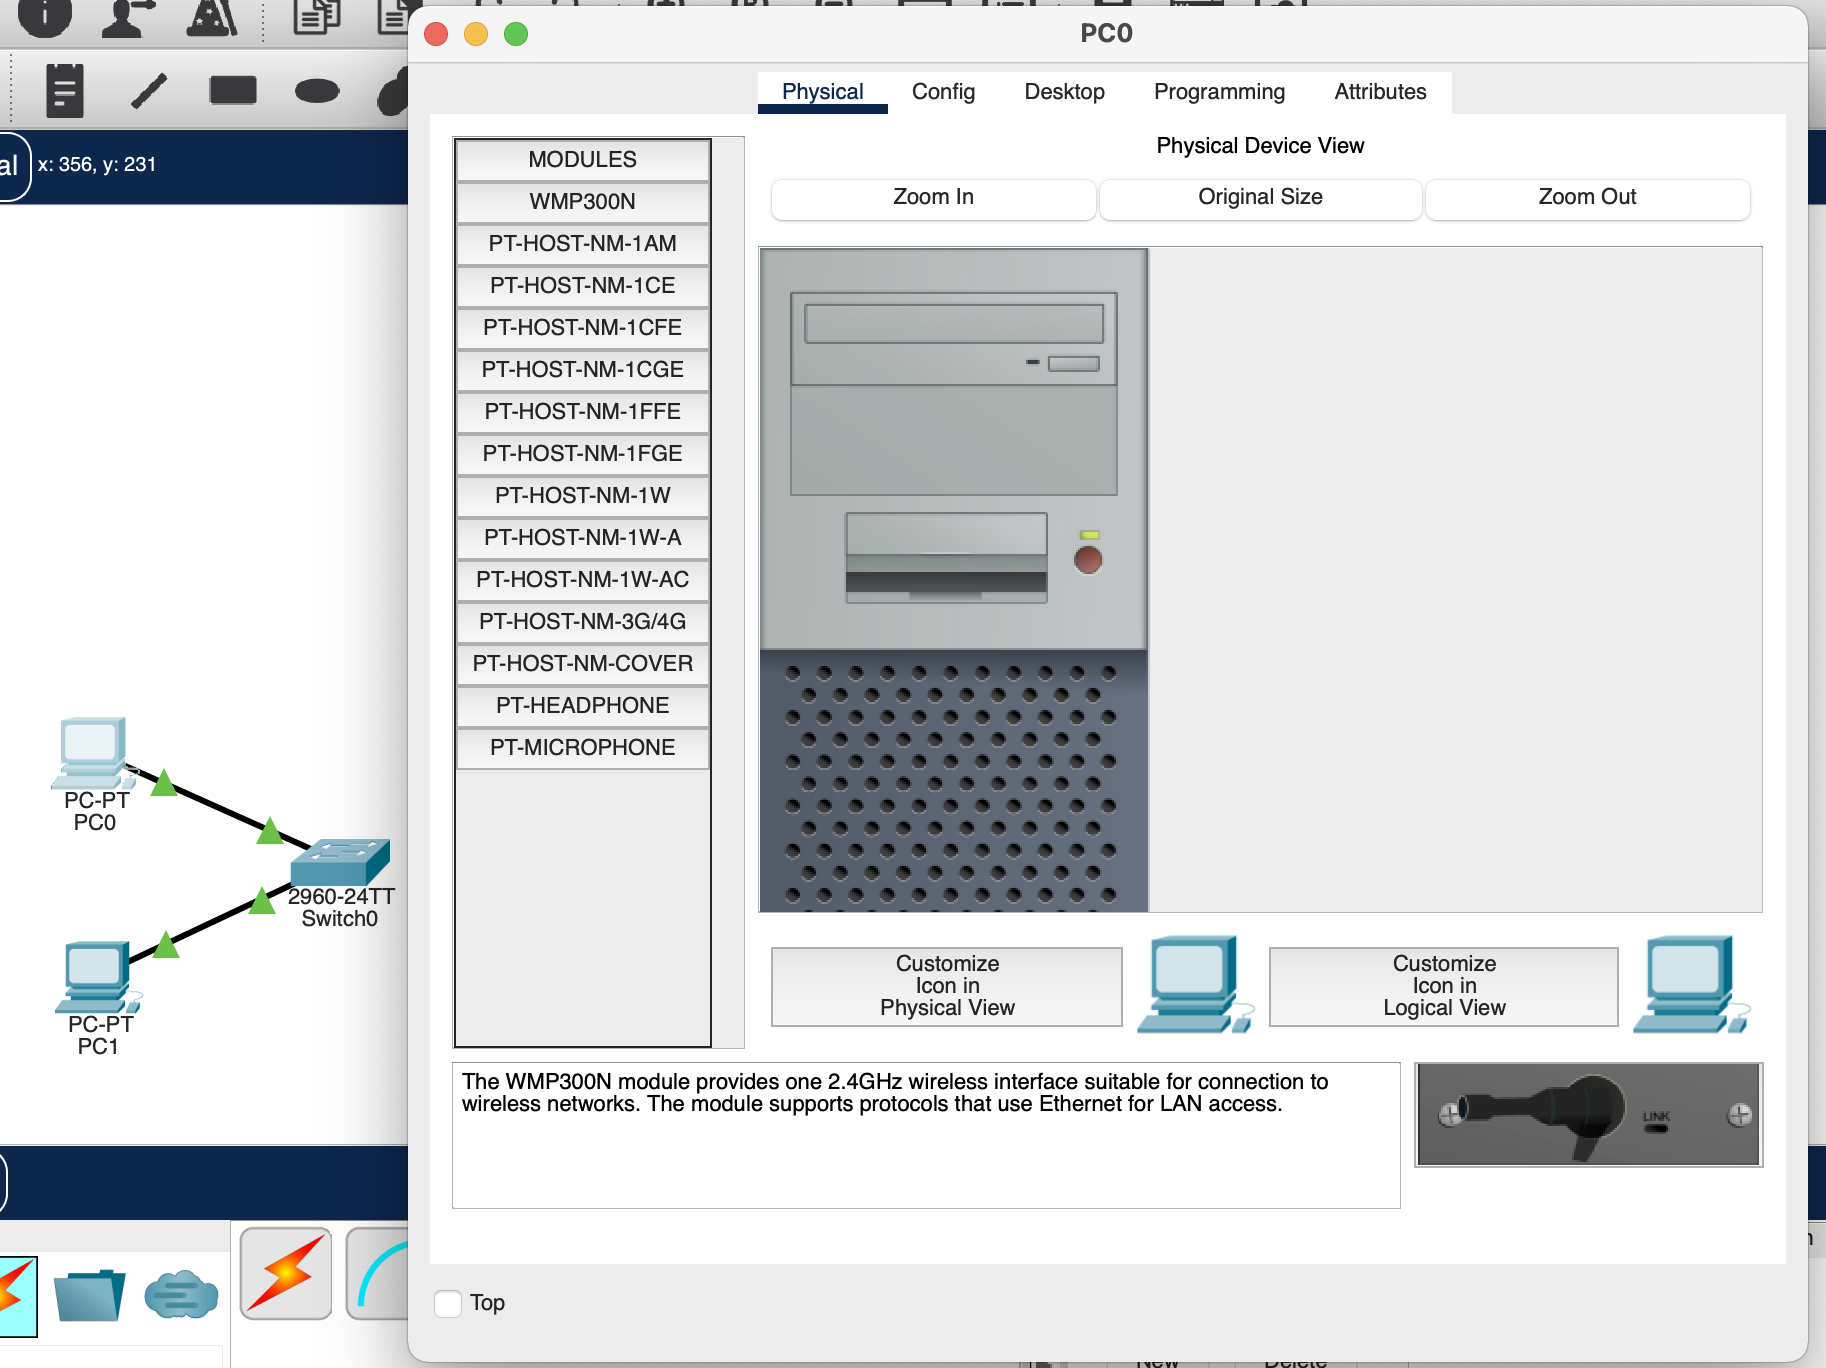 PC0
Physical
Config
Desktop
Programming
Attributes
al
x: 356, y: 231
MODULES
WMP300N
PT-HOST-NM-1AM
PT-HOST-NM-1CE
PT-HOST-NM-1CFE
PT-HOST-NM-1CGE
PT-HOST-NM-1FFE
PT-HOST-NM-1FGE
PT-HOST-NM-1W
PT-HOST-NM-1W-A
PT-HOST-NM-1W-AC
PT-HOST-NM-3G/4G
PT-HOST-NM-COVER
PT-HEADPHONE
PT-MICROPHONE
Physical Device View
Zoom In
Original Size
Zoom Out
PC-PT
PC0
2960-24TT
Switch0
PC-PT
PC1
Customize
Icon in
Physical View
Customize
Icon in
Logical View
The WMP300N module provides one 2.4GHz wireless interface suitable for connection to
wireless networks. The module supports protocols that use Ethernet for LAN access.
LINK
Top
New
Delete